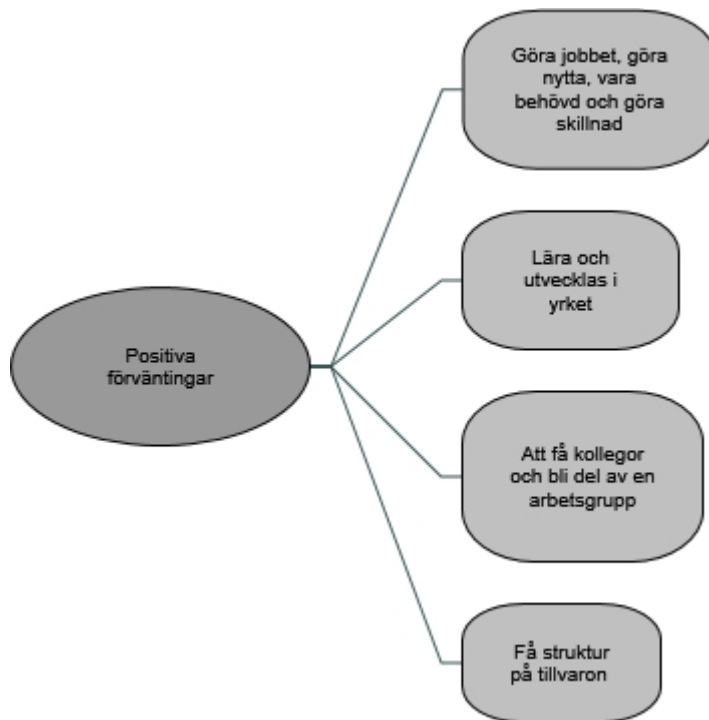 Göra jobbet, göra
nytta, vara
behövd och göra
skillnad
Lära och
utvecklas i
yrket
Positiva
förväntingar
Att få kollegor
och bli del av en
arbetsgrupp
Få struktur
på tillvaron